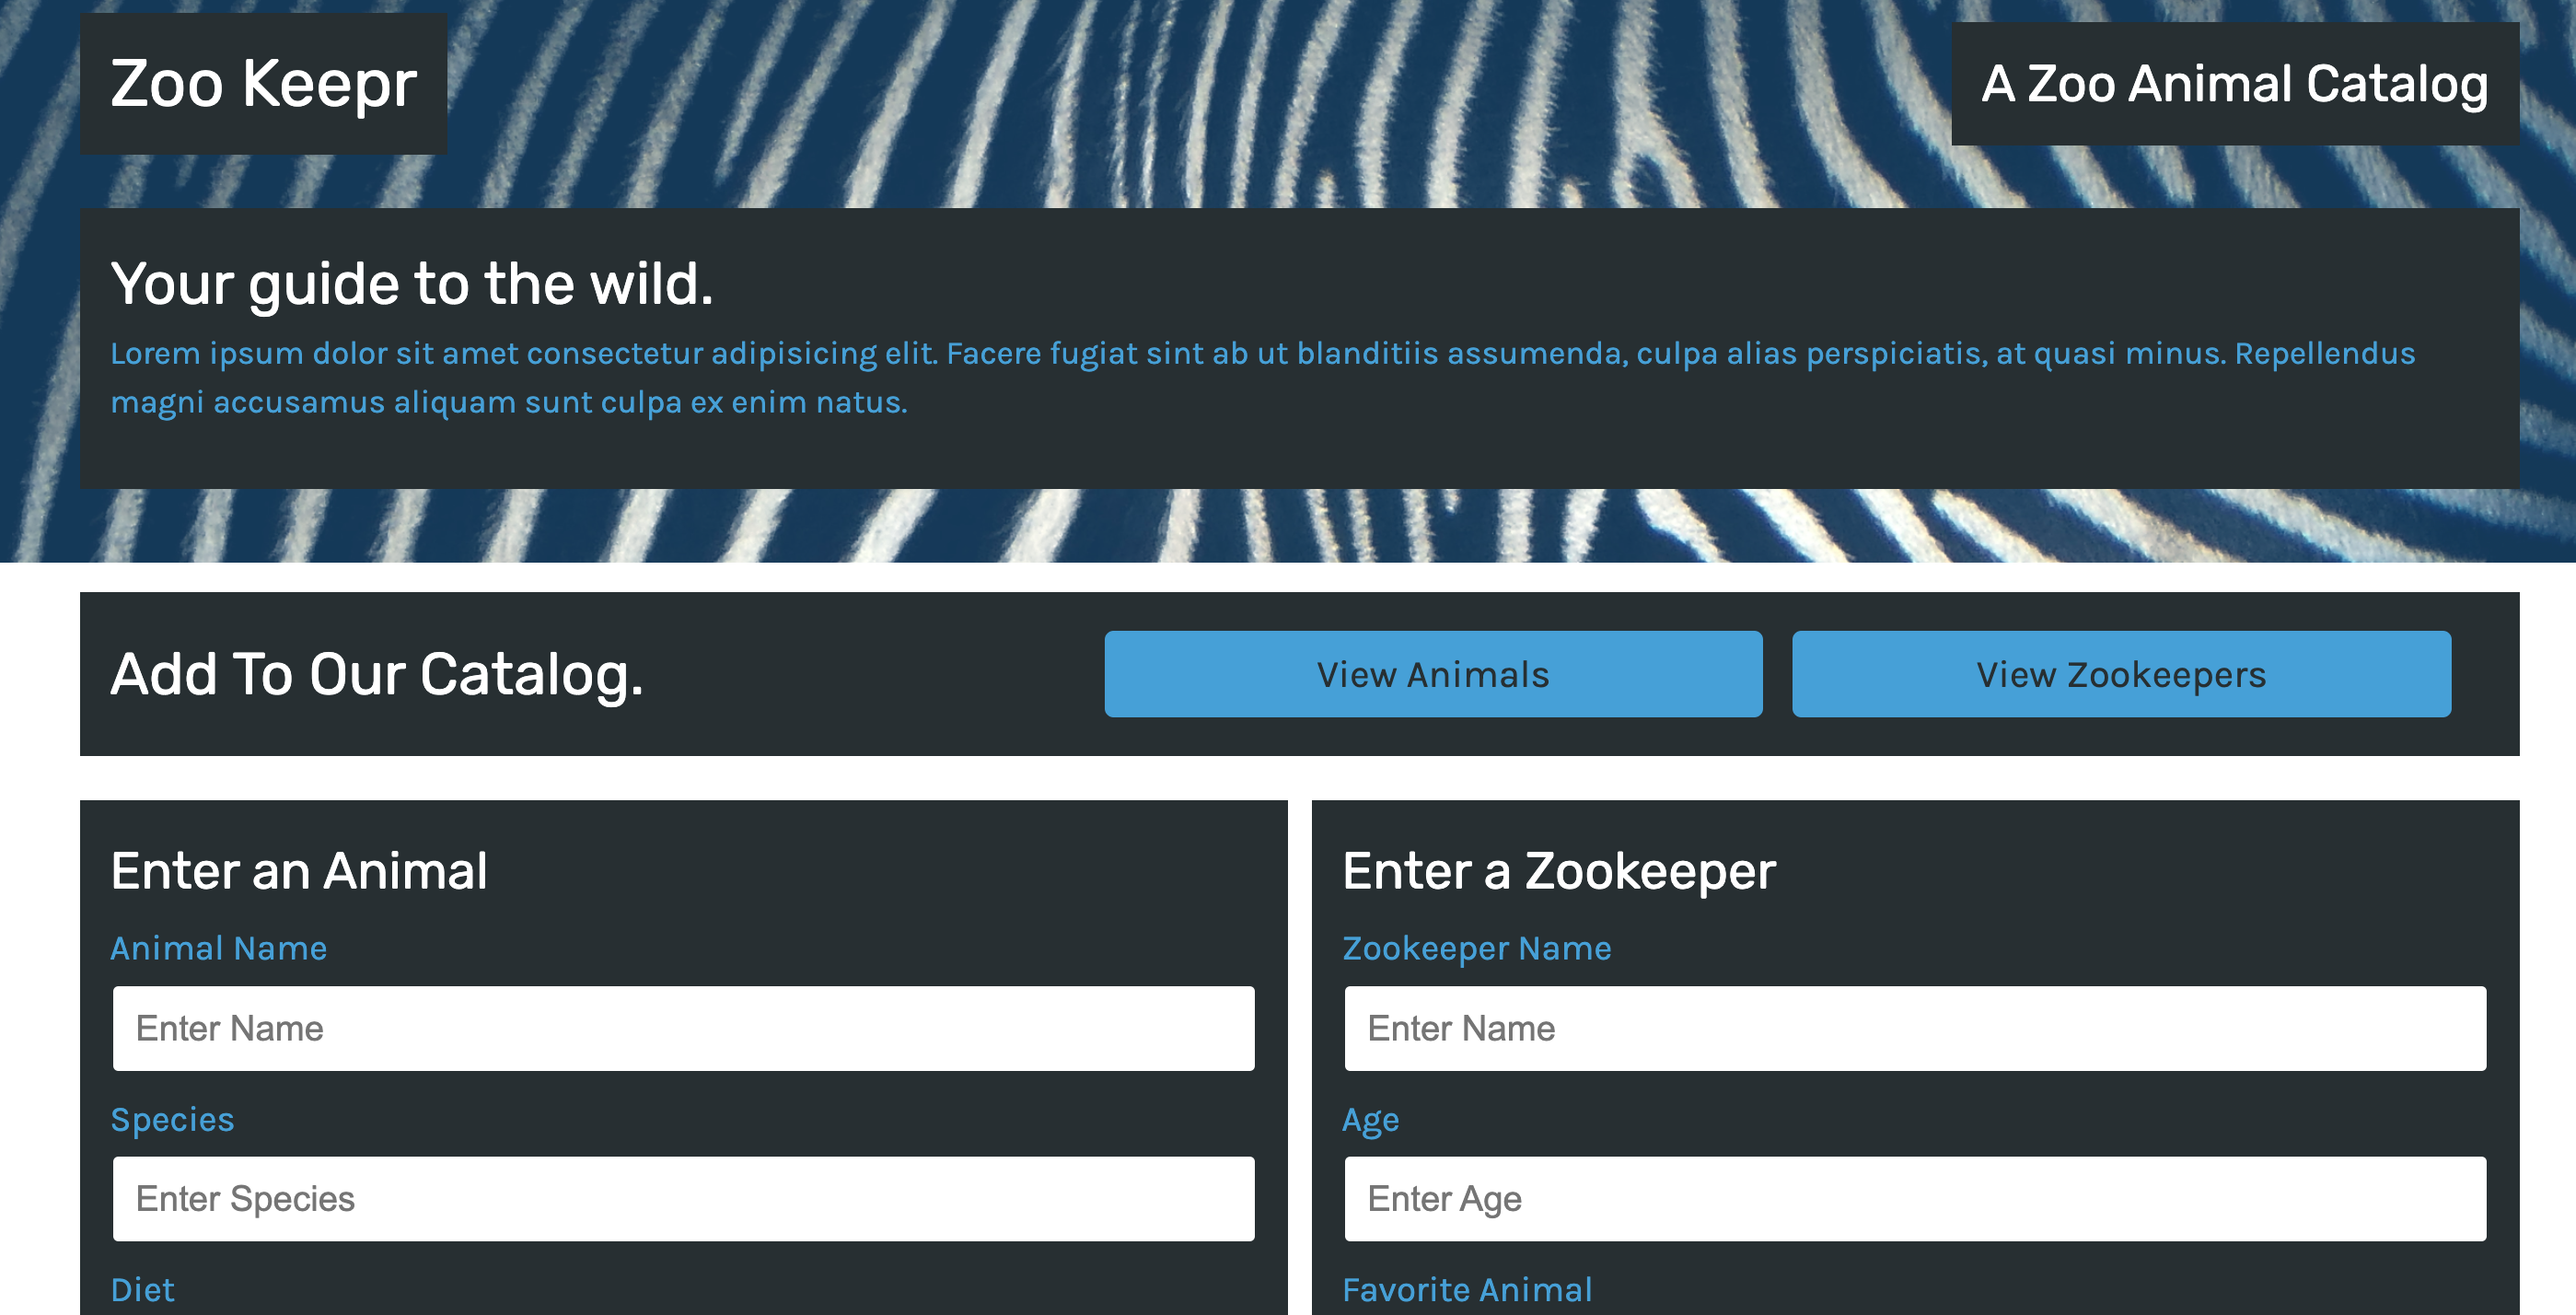 Zoo Keepr
A Zoo Animal Catalog
Your guide to the wild.
Lorem ipsum dolor sit amet consectetur adipisicing elit. Facere fugiat sint ab ut blanditiis assumenda, culpa alias perspiciatis, at quasi minus. Repellendus
magni accusamus aliquam sunt culpa ex enim natus.
Add To Our Catalog.
View Animals
View Zookeepers
Enter an Animal
Animal Name
Enter Name
Species
Enter Species
Diet
Enter a Zookeeper
Zookeeper Name
Enter Name
Age
Enter Age
Favorite Animal